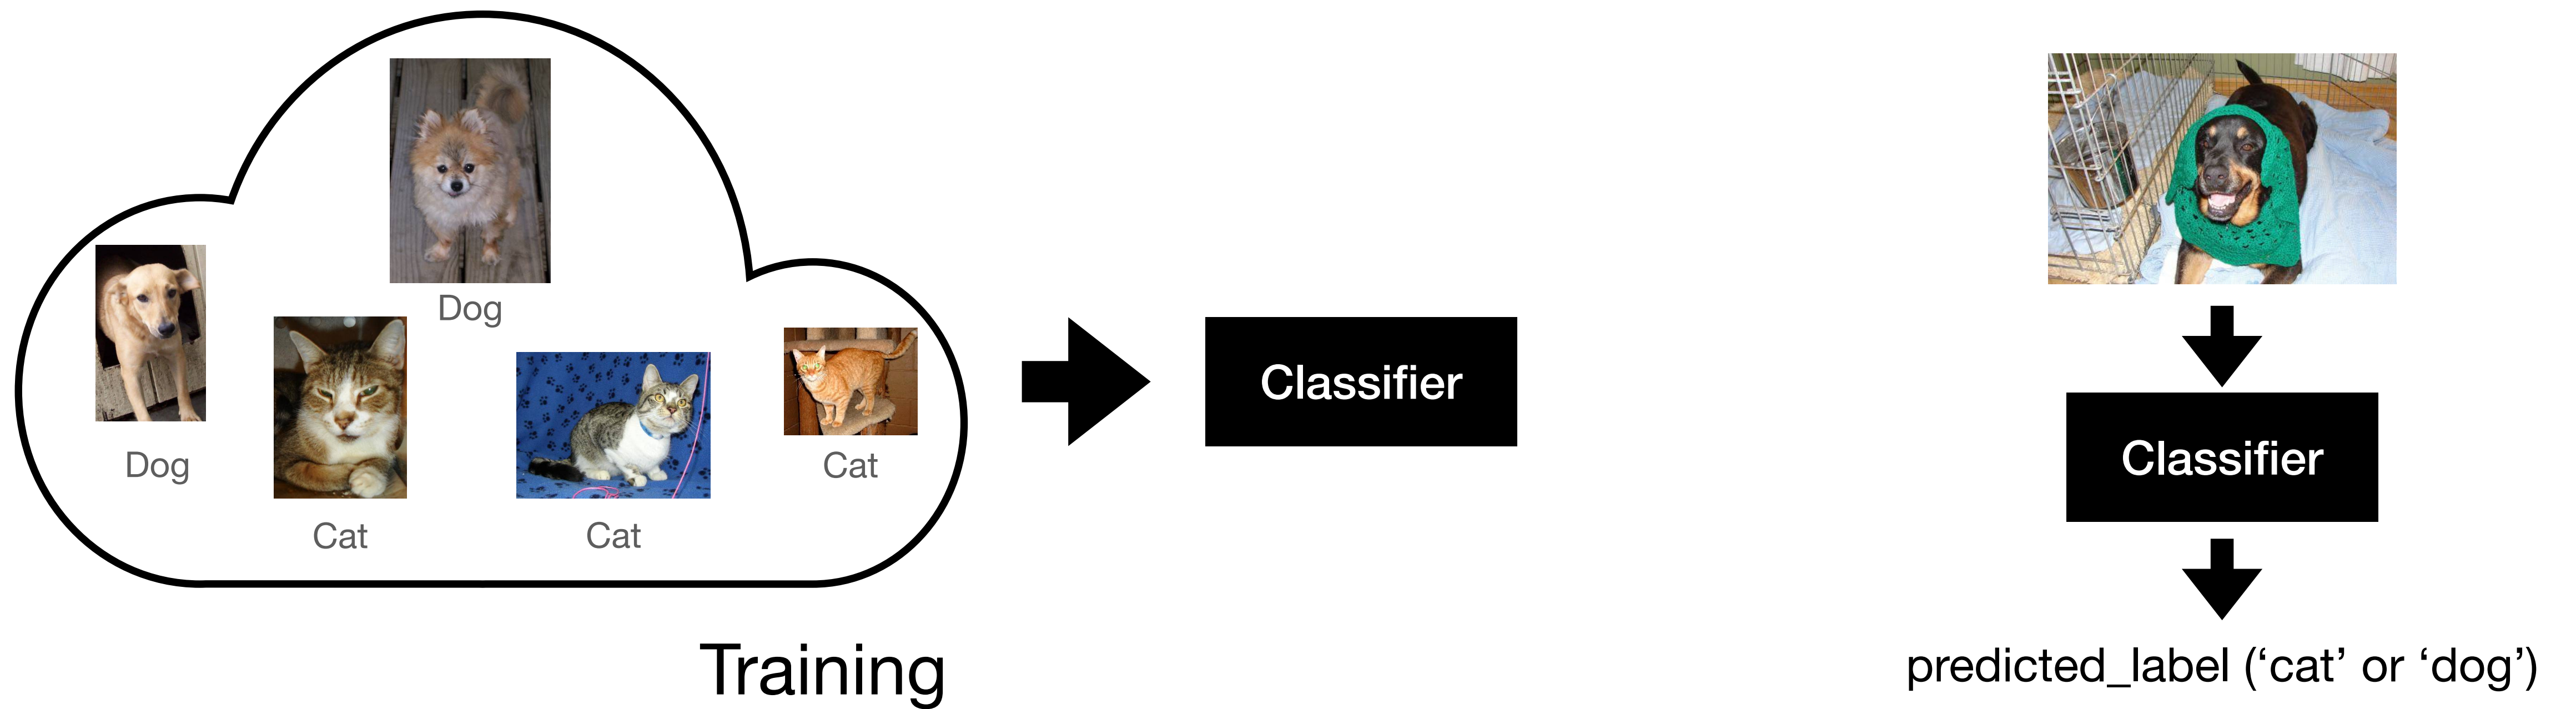 Dog
Dog
Cat
Cat
Cat
Training
Classifier
Classifier
predicted_label (‘cat’ or ‘dog’)